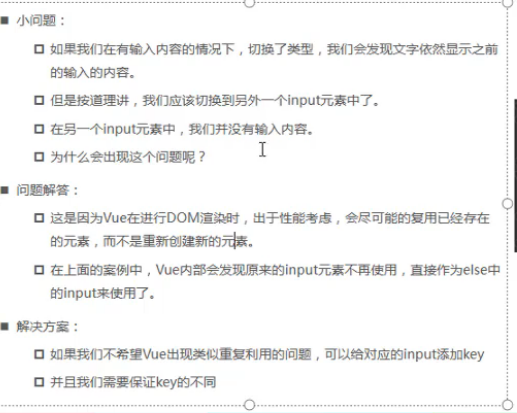 小问题：
如果我们在有输入内容的情况下，切换了类型，我们会发现文字依然显示之前
的输入的内容。
但是按道理讲，我们应该切换到另外一个input元素中了。
在另一个input元素中，我们并没有输入内容。
为什么会出现这个问题呢？
问题解答：
这是因为Vue在进行DOM渲染时，出于性能考虑，会尽可能的复用已经存在
的元素，而不是重新创建新的元素。
在上面的案例中，Vue内部会发现原来的input元素不再使用，直接作为else中
的input来使用了。
解决方案：
如果我们不希望Vue出现类似重复利用的问题，可以给对应的input添加key
并且我们需要保证key的不同